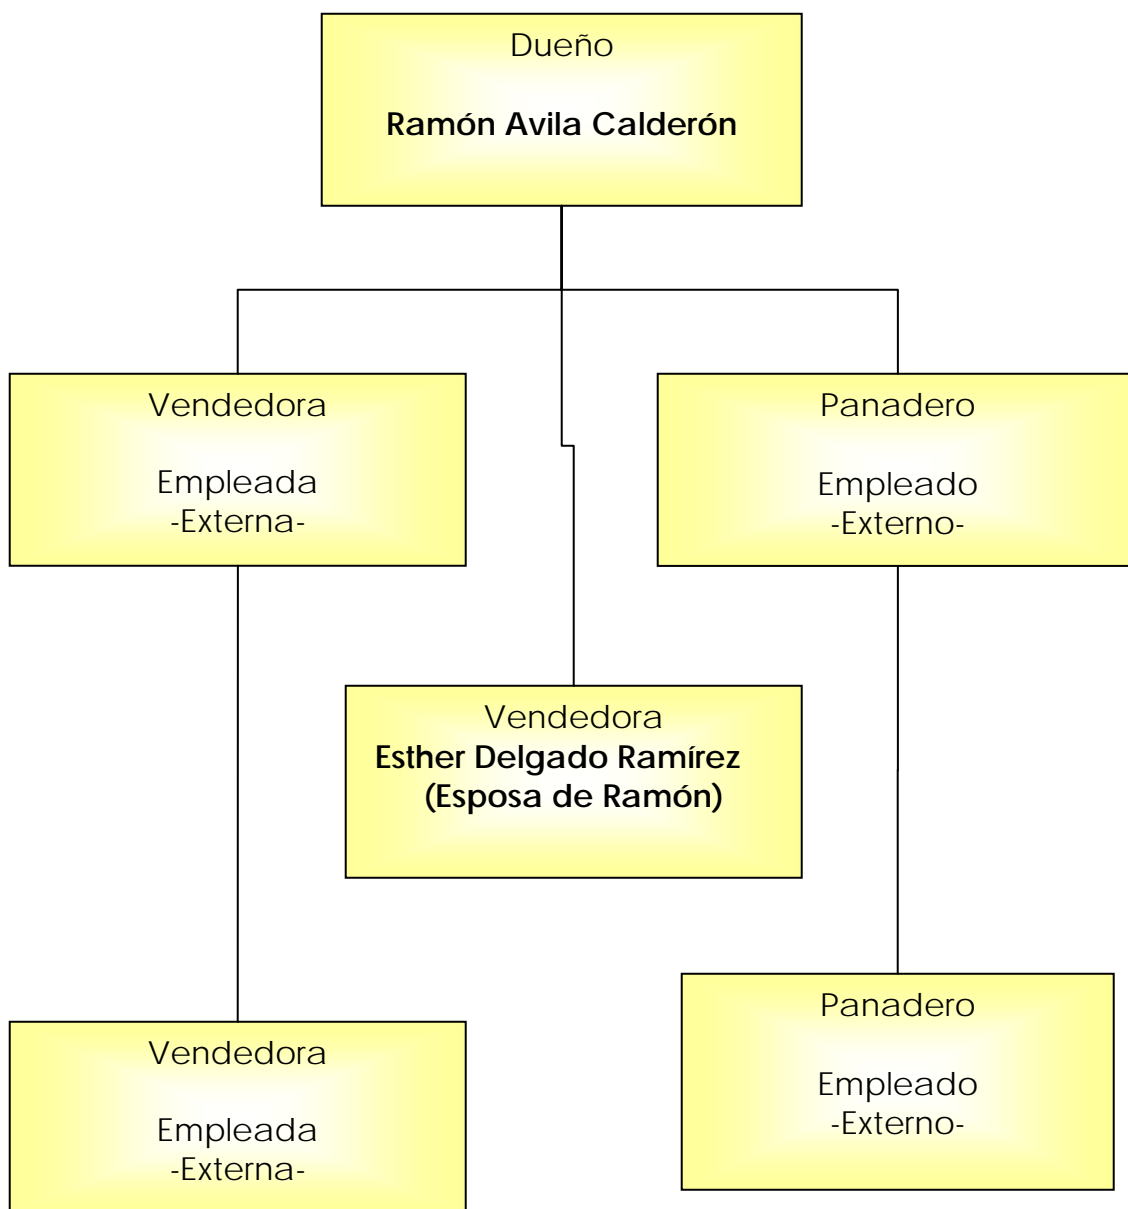 Dueño
Ramón Avila Calderón
Vendedora
Empleada
-Externa-
Panadero
Empleado
-Externo-
Vendedora
Esther Delgado Ramírez
(Esposa de Ramón)
Vendedora
Empleada
-Externa-
Panadero
Empleado
-Externo-